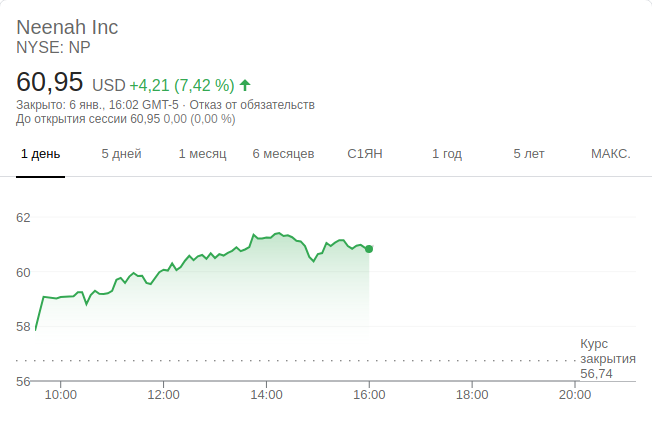 Neenah Inc
NYSE: NP
60,95 USD +4,21 (7,42 %)
Закрыто: 6 янв., 16:02 GMT-5 · Отказ от обязательств
До открытия сессии 60,95 0,00 (0,00 %)
1 день 5 дней 1 месяц 6 месяцев С1ЯН 1 год 5 лет МАКС.
62
60
58
Курс
закрытия
56,74
56
10:00 12:00 14:00 16:00 18:00 20:00